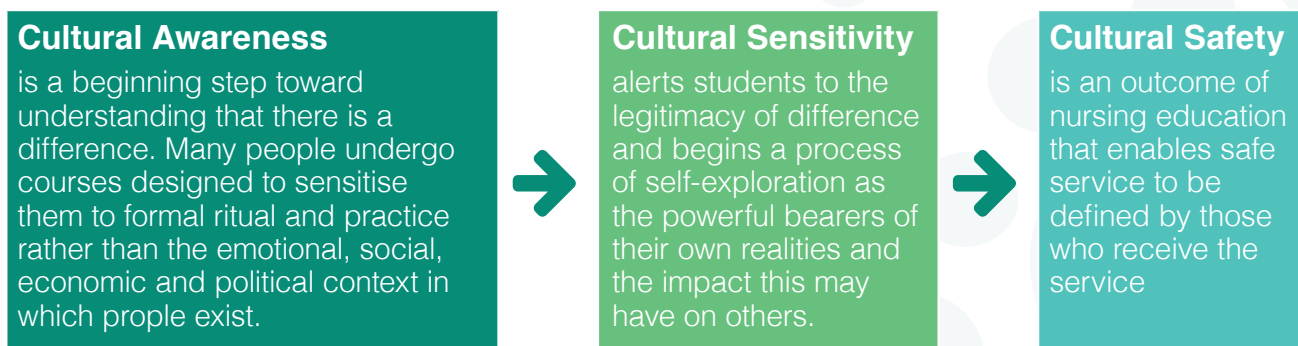 Cultural Awareness
is a beginning step toward
understanding that there is a
difference. Many people undergo
courses designed to sensitise
them to formal ritual and practice
rather than the emotional, social,
economic and political context in
which prople exist.
Cultural Sensitivity
alerts students to the
legitimacy of difference
and begins a process
of self-exploration as
the powerful bearers of
their own realities and
the impact this may
have on others.
Cultural Safety
is an outcome of
nursing education
that enables safe
service to be
defined by those
who receive the
service